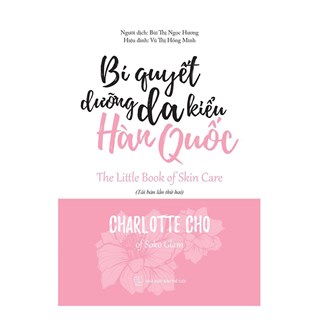 Người dịch: Bùi Thị Ngọc Hương
Hiệu đính: Vũ Thị Hồng Minh
Bí quyết
dưỡng da kiểu
Hàn Quốc
The Little Book of Skin Care
(Tái bản lần thứ hai)
CHARLOTTE CHO
of Soko Glam